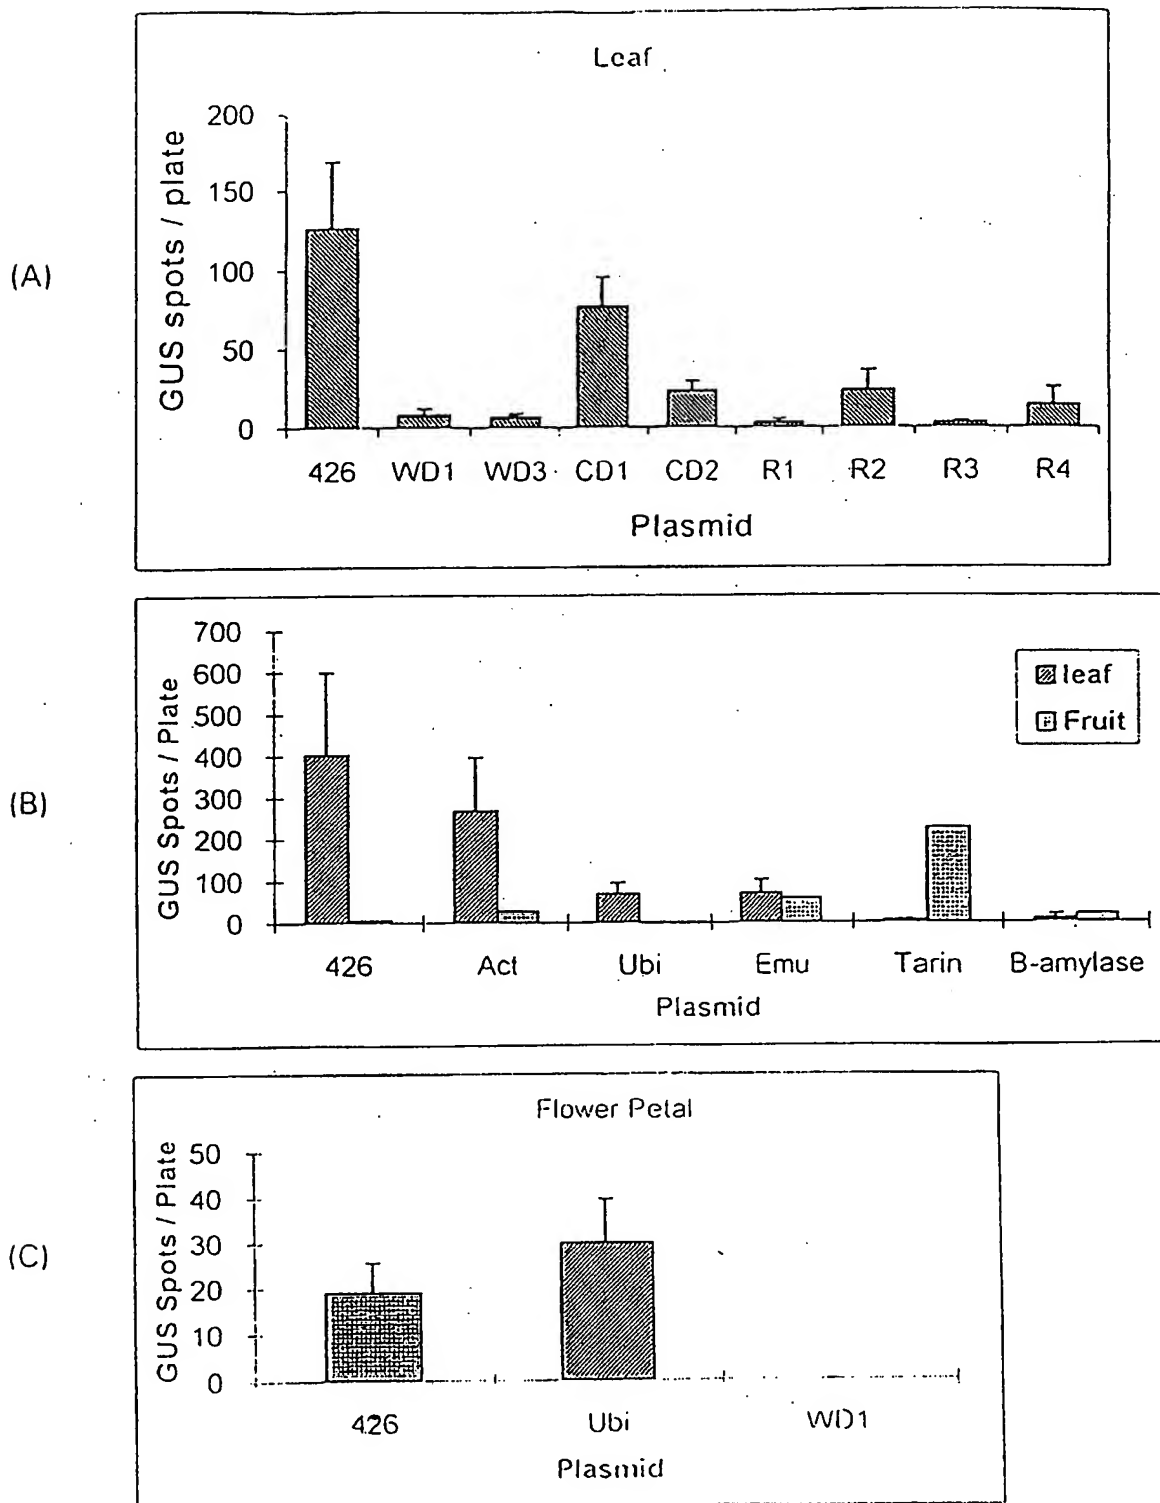 (A)
Leaf
GUS spots / plate
200
150
100
50
0
426 WD1 WD3 CD1 CD2 R1 R2 R3 R4
Plasmid
(B)
GUS Spots / Plate
700
600
500
400
300
200
100
0
leaf
Fruit
426 Act Ubi Emu Tarin B-amylase
Plasmid
(C)
Flower Petal
GUS Spots / Plate
50
40
30
20
10
0
426 Ubi WD1
Plasmid